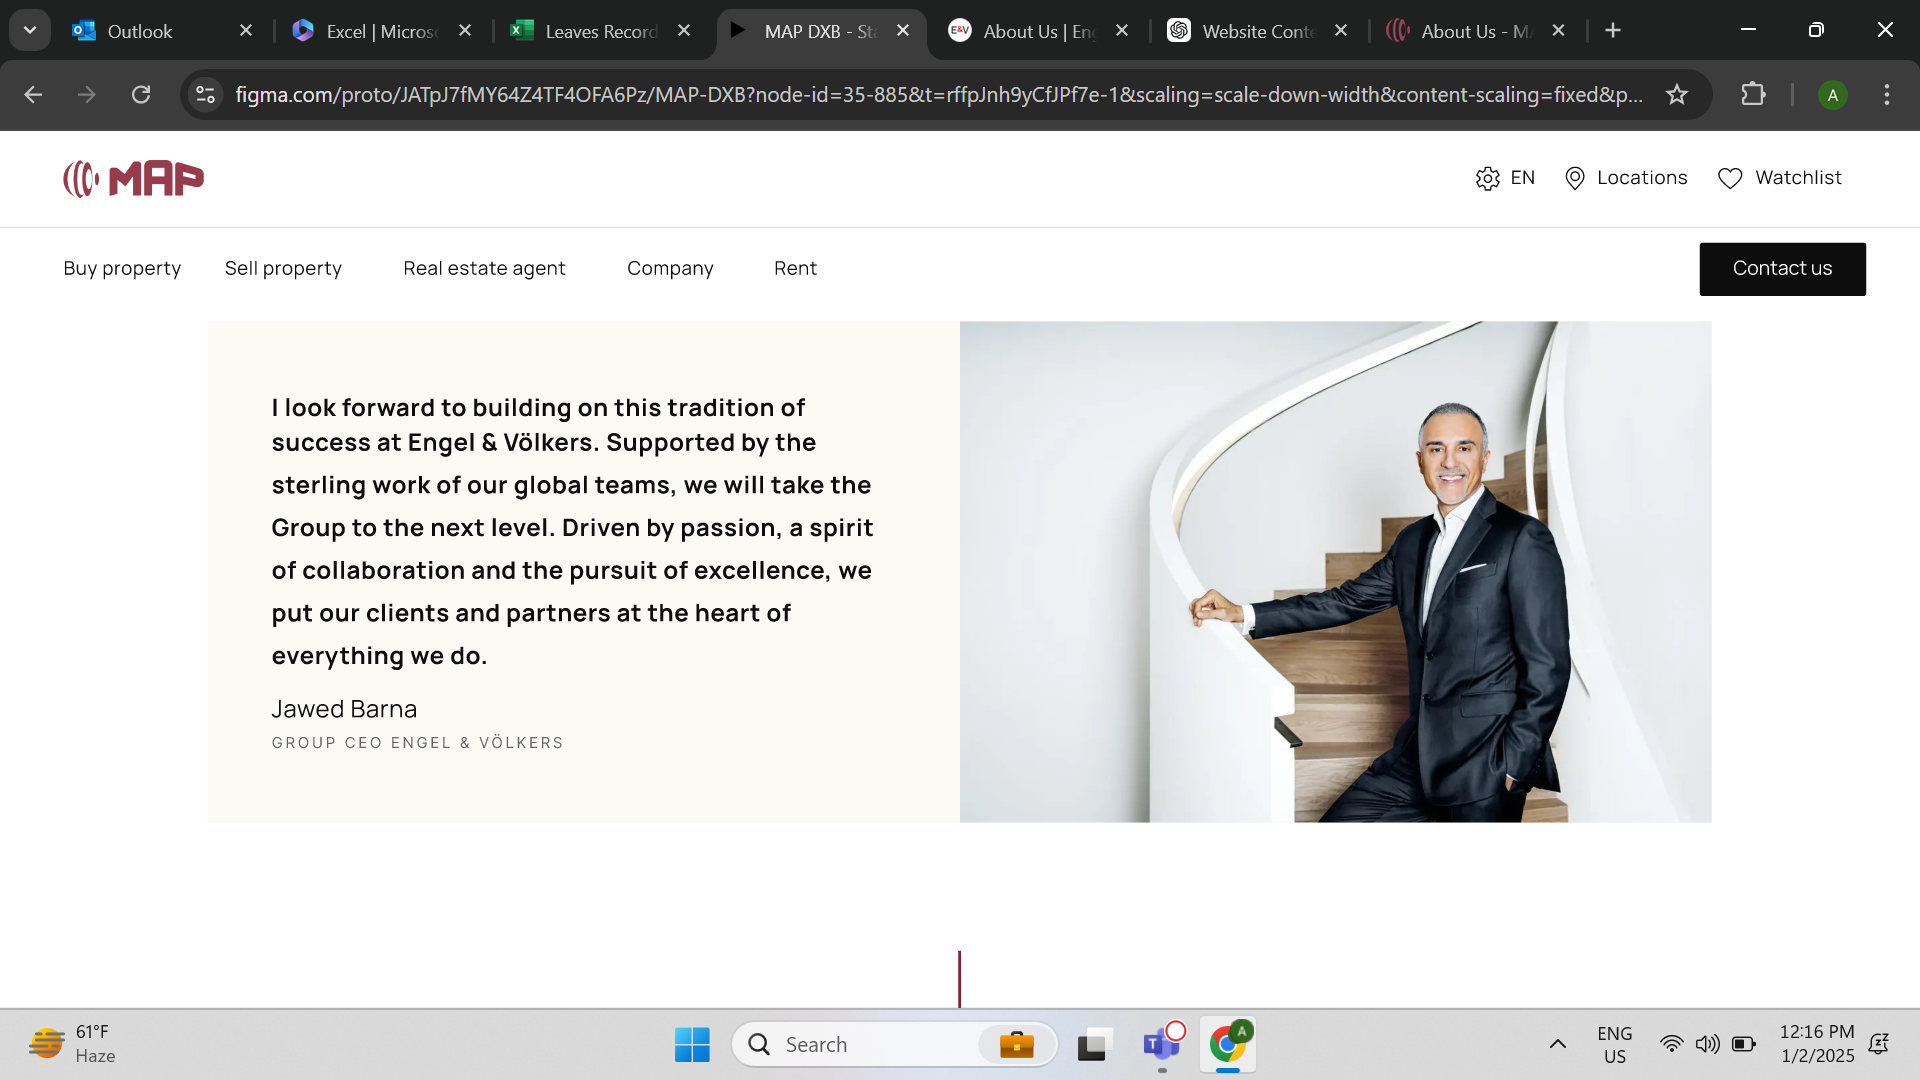 Outlook
Excel | Micros
Leaves Record
MAP DXB - Sta
E&V
About Us | En
Website Conte
About Us - M
figma.com/proto/JATpJ7fMY64Z4TF4OFA6Pz/MAP-DXB?node-id=35-885&t=rffpJnh9yCfJPf7e-1&scaling=scale-down-width&content-scaling=fixed&p...
A
MAP
EN
Locations
Watchlist
Buy property
Sell property
Real estate agent
Company
Rent
Contact us
I look forward to building on this tradition of
success at Engel & Völkers. Supported by the
sterling work of our global teams, we will take the
Group to the next level. Driven by passion, a spirit
of collaboration and the pursuit of excellence, we
put our clients and partners at the heart of
everything we do.
Jawed Barna
GROUP CEO ENGEL & VÖLKERS
61°F
Haze
Search
A
ENG
US
12:16 PM
1/2/2025